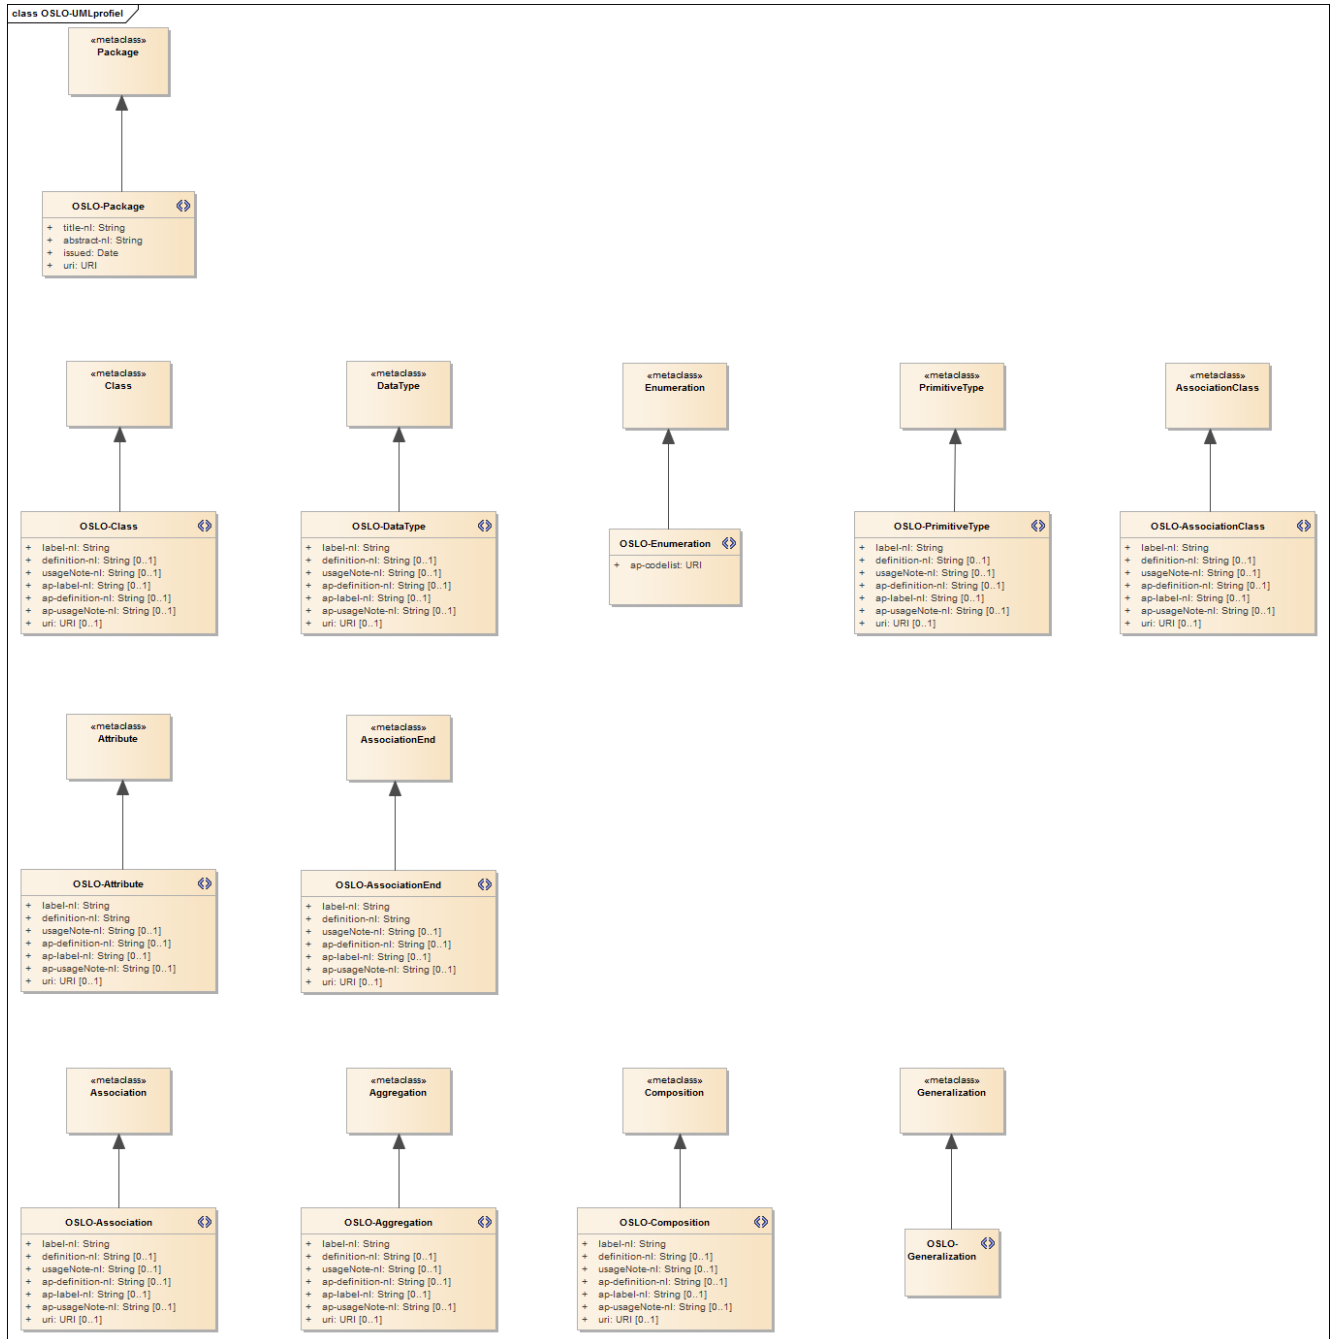 class OSLO-UMLprofiel
«metaclass»
Package
OSLO-Package
+ title-nl: String
+ abstract-nl: String
+ issued: Date
+ uri: URI
«metaclass»
Class
«metaclass»
DataType
«metaclass»
Enumeration
«metaclass»
PrimitiveType
«metaclass»
AssociationClass
OSLO-Class
+ label-nl: String
+ definition-nl: String [0..1]
+ usageNote-nl: String [0..1]
+ ap-label-nl: String [0..1]
+ ap-definition-nl: String [0..1]
+ ap-usageNote-nl: String [0..1]
+ uri: URI [0..1]
OSLO-DataType
+ label-nl: String
+ definition-nl: String [0..1]
+ usageNote-nl: String [0..1]
+ ap-definition-nl: String [0..1]
+ ap-label-nl: String [0..1]
+ ap-usageNote-nl: String [0..1]
+ uri: URI [0..1]
OSLO-Enumeration
+ ap-codelist: URI
OSLO-PrimitiveType
+ label-nl: String
+ definition-nl: String [0..1]
+ usageNote-nl: String [0..1]
+ ap-definition-nl: String [0..1]
+ ap-label-nl: String [0..1]
+ ap-usageNote-nl: String [0..1]
+ uri: URI [0..1]
OSLO-AssociationClass
+ label-nl: String
+ definition-nl: String [0..1]
+ usageNote-nl: String [0..1]
+ ap-definition-nl: String [0..1]
+ ap-label-nl: String [0..1]
+ ap-usageNote-nl: String [0..1]
+ uri: URI [0..1]
«metaclass»
Attribute
«metaclass»
AssociationEnd
OSLO-Attribute
+ label-nl: String
+ definition-nl: String
+ usageNote-nl: String [0..1]
+ ap-definition-nl: String [0..1]
+ ap-label-nl: String [0..1]
+ ap-usageNote-nl: String [0..1]
+ uri: URI [0..1]
OSLO-AssociationEnd
+ label-nl: String
+ definition-nl: String
+ usageNote-nl: String [0..1]
+ ap-definition-nl: String [0..1]
+ ap-label-nl: String [0..1]
+ ap-usageNote-nl: String [0..1]
+ uri: URI [0..1]
«metaclass»
Association
«metaclass»
Aggregation
«metaclass»
Composition
«metaclass»
Generalization
OSLO-Association
+ label-nl: String
+ definition-nl: String [0..1]
+ usageNote-nl: String [0..1]
+ ap-definition-nl: String [0..1]
+ ap-label-nl: String [0..1]
+ ap-usageNote-nl: String [0..1]
+ uri: URI [0..1]
OSLO-Aggregation
+ label-nl: String
+ definition-nl: String [0..1]
+ usageNote-nl: String [0..1]
+ ap-definition-nl: String [0..1]
+ ap-label-nl: String [0..1]
+ ap-usageNote-nl: String [0..1]
+ uri: URI [0..1]
OSLO-Composition
+ label-nl: String
+ definition-nl: String [0..1]
+ usageNote-nl: String [0..1]
+ ap-definition-nl: String [0..1]
+ ap-label-nl: String [0..1]
+ ap-usageNote-nl: String [0..1]
+ uri: URI [0..1]
OSLO-
Generalization